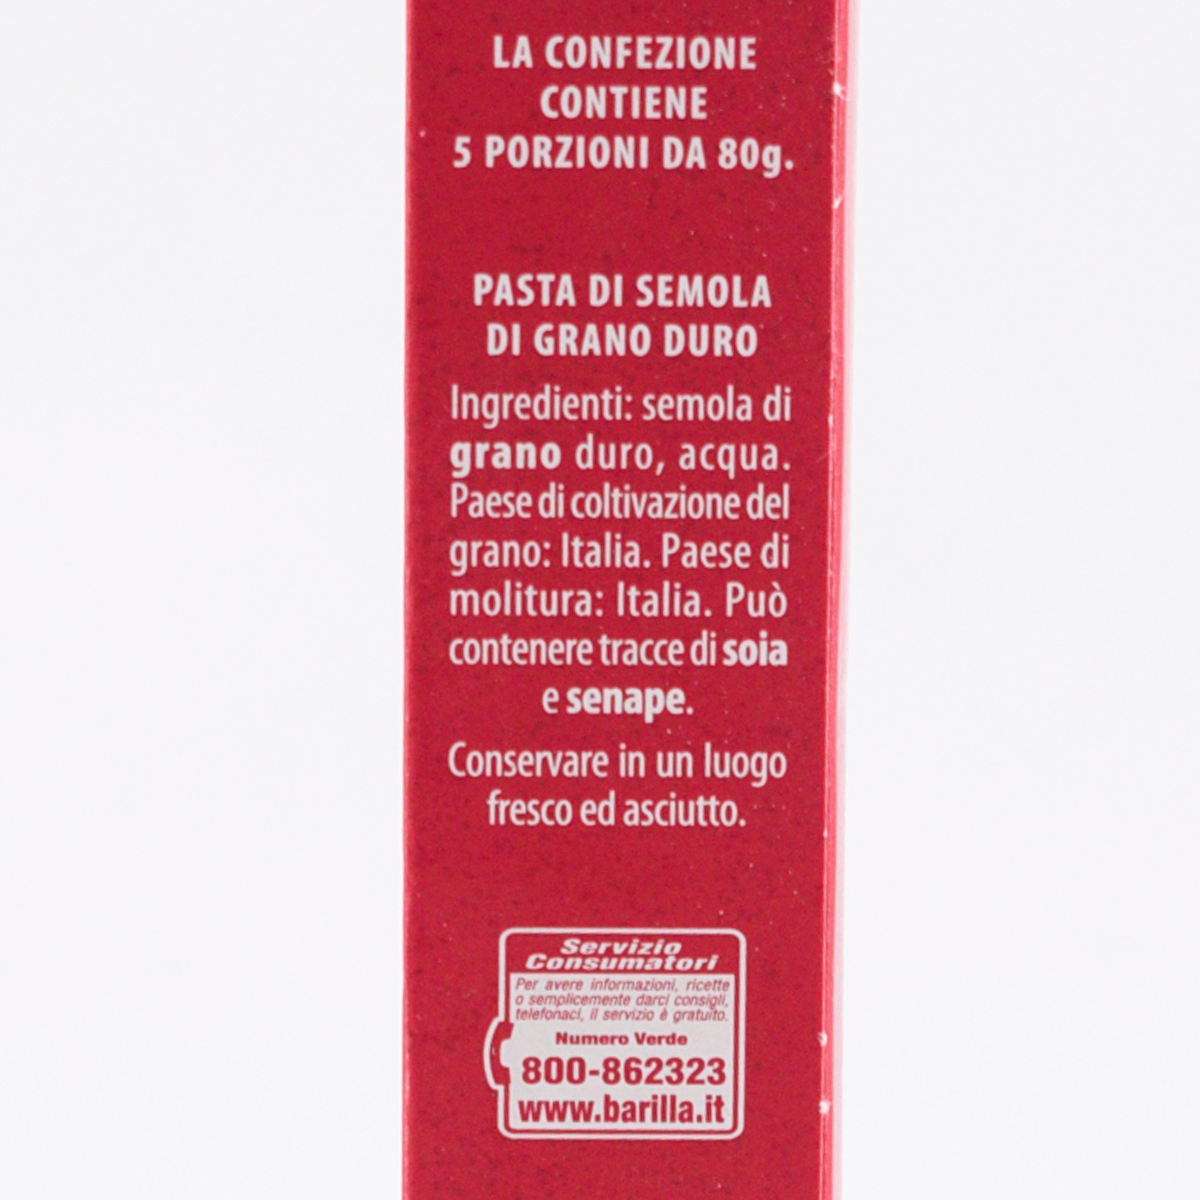 LA CONFEZIONE
CONTIENE
5 PORZIONI DA 80g.
PASTA DI SEMOLA
DI GRANO DURO
Ingredienti: semola di
grano duro, acqua.
Paese di coltivazione del
grano: Italia. Paese di
molitura: Italia. Può
contenere tracce di soia
e senape.
Conservare in un luogo
fresco ed asciutto.
Servizio
Consumatori
Per avere informazioni, ricette
o semplicemente darci consigli,
telefonaci, il servizio è gratuito.
Numero Verde
800-862323
www.barilla.it